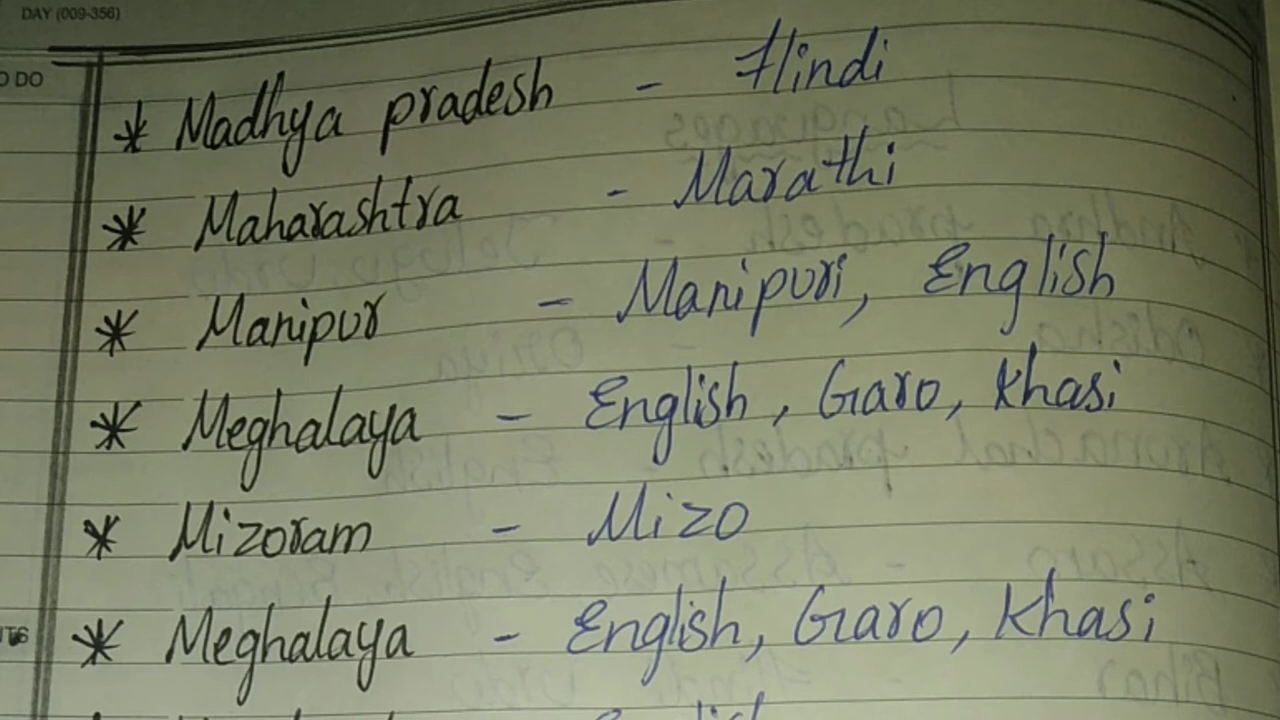 DAY (009-356)
O DO
* Madhya pradesh - Hindi
* Maharashtra - Marathi
* Manipur - Manipuri, English
* Meghalaya - English, Garo, Khasi
* Mizoram - Mizo
* Meghalaya - English, Garo, Khasi